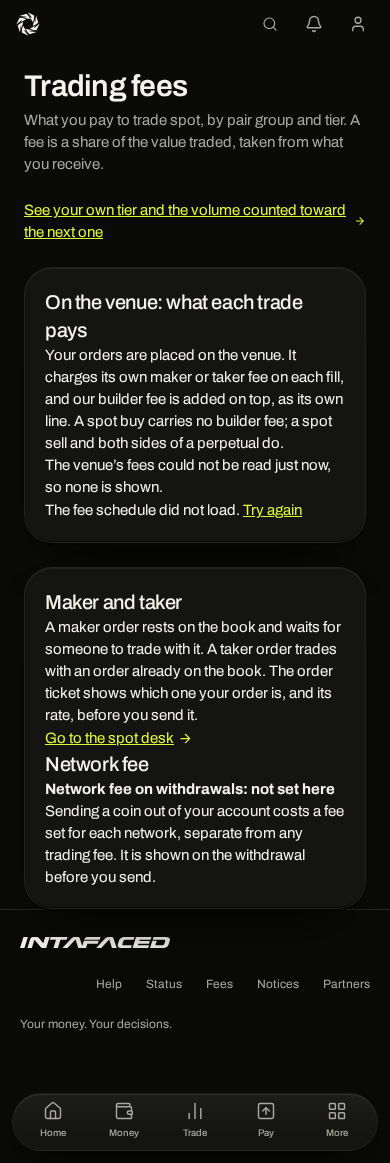 Trading fees
What you pay to trade spot, by pair group and tier. A
fee is a share of the value traded, taken from what
you receive.
See your own tier and the volume counted toward
the next one
On the venue: what each trade
pays
Your orders are placed on the venue. It
charges its own maker or taker fee on each fill,
and our builder fee is added on top, as its own
line. A spot buy carries no builder fee; a spot
sell and both sides of a perpetual do.
The venue's fees could not be read just now,
so none is shown.
The fee schedule did not load. Try again
Maker and taker
A maker order rests on the book and waits for
someone to trade with it. A taker order trades
with an order already on the book. The order
ticket shows which one your order is, and its
rate, before you send it.
Go to the spot desk
Network fee
Network fee on withdrawals: not set here
Sending a coin out of your account costs a fee
set for each network, separate from any
trading fee. It is shown on the withdrawal
before you send.
INTAFACED
Help Status Fees Notices Partners
Your money. Your decisions.
Home Money Trade Pay More